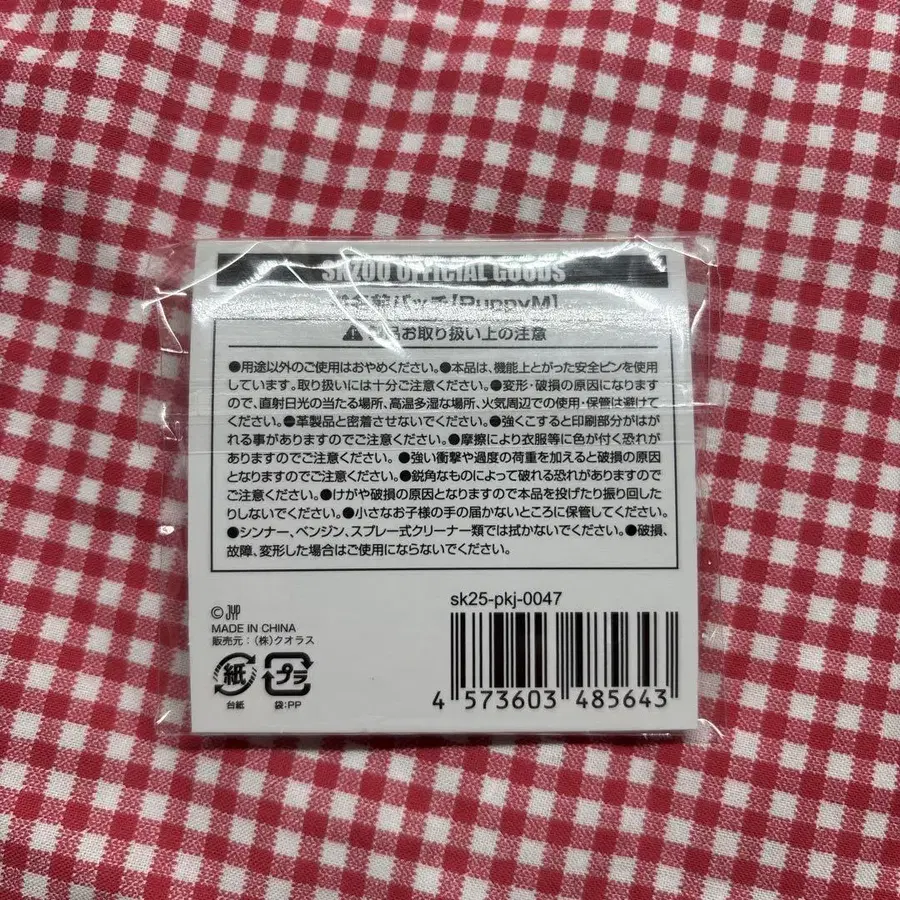 SKZOO OFFICIAL GOODS
バッチ【PuppyM】
品お取り扱い上の注意
●用途以外のご使用はおやめください。●本品は、機能上とがった安全ピンを使用
しています。取り扱いには十分ご注意ください。●変形・破損の原因になります
ので、直射日光の当たる場所、高温多湿な場所、火気周辺での使用・保管は避けて
ください。●革製品と密着させないでください。●強くこすると印刷部分がはが
れる事がありますのでご注意ください。●摩擦により衣服等に色が付く恐れが
ありますのでご注意ください。●強い衝撃や過度の荷重を加えると破損の原因
となりますのでご注意ください。●鋭角なものによって破れる恐れがありますので
ご注意ください。●けがや破損の原因となりますので本品を投げたり振り回した
りしないでください。●小さなお子様の手の届かないところに保管してください。
●シンナー、ベンジン、スプレー式クリーナー類では拭かないでください。●破損、
故障、変形した場合はご使用にならないでください。
sk25-pkj-0047
© JYP
MADE IN CHINA
販売元:(株)クオラス
紙 プラ
台紙 袋:PP
4 573603 485643